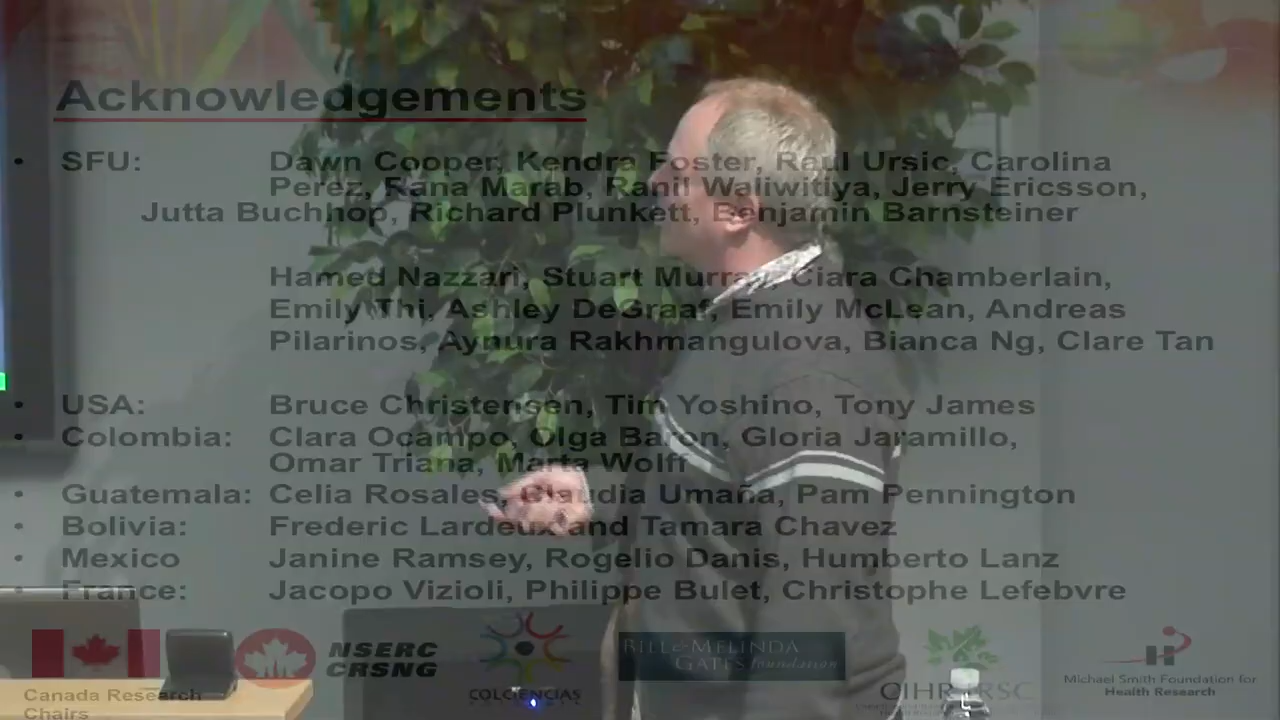 Acknowledgements
• SFU: Dawn Cooper, Kendra Foster, Raul Ursic, Carolina
Perez, Rana Marab, Ranil Waliwitiya, Jerry Ericsson,
Jutta Buchhop, Richard Plunkett, Benjamin Barnsteiner
Hamed Nazzari, Stuart Murray, Ciara Chamberlain,
Emily Thi, Ashley DeGraaf, Emily McLean, Andreas
Pilarinos, Aynura Rakhmangulova, Bianca Ng, Clare Tan
• USA: Bruce Christensen, Tim Yoshino, Tony James
• Colombia: Clara Ocampo, Olga Baron, Gloria Jaramillo,
Omar Triana, Marta Wolff
• Guatemala: Celia Rosales, Claudia Umaña, Pam Pennington
• Bolivia: Frederic Lardeux and Tamara Chavez
• Mexico Janine Ramsey, Rogelio Danis, Humberto Lanz
• France: Jacopo Vizioli, Philippe Bulet, Christophe Lefebvre
Canada Research
Chairs
NSERC
CRSNG
COLCIENCIAS
BILL & MELINDA
GATES foundation
CIHR IRSC
Michael Smith Foundation for
Health Research